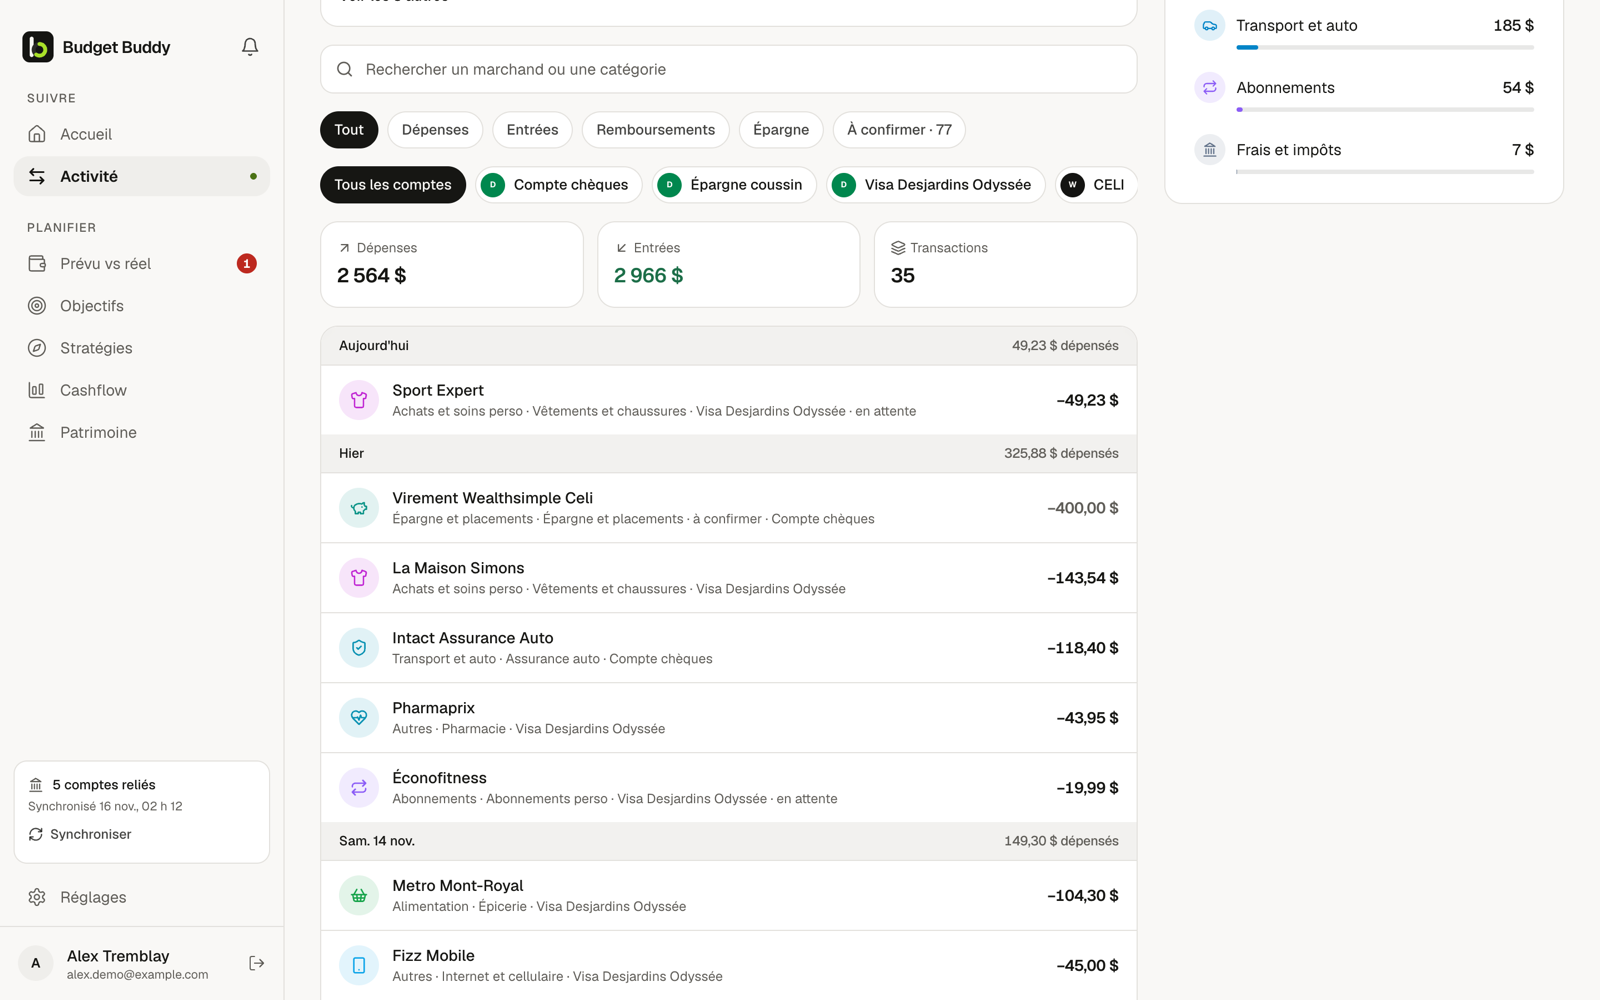 Budget Buddy
SUIVRE
Accueil
Activité
PLANIFIER
Prévu vs réel
1
Objectifs
Stratégies
Cashflow
Patrimoine
5 comptes reliés
Synchronisé 16 nov., 02 h 12
Synchroniser
Réglages
A
Alex Tremblay
alex.demo@example.com
Rechercher un marchand ou une catégorie
Tout
Dépenses
Entrées
Remboursements
Épargne
À confirmer · 77
Tous les comptes
D Compte chèques
D Épargne coussin
D Visa Desjardins Odyssée
W CELI
Dépenses
2 564 $
Entrées
2 966 $
Transactions
35
Aujourd'hui 49,23 $ dépensés
Sport Expert
Achats et soins perso · Vêtements et chaussures · Visa Desjardins Odyssée · en attente
−49,23 $
Hier 325,88 $ dépensés
Virement Wealthsimple Celi
Épargne et placements · Épargne et placements · à confirmer · Compte chèques
−400,00 $
La Maison Simons
Achats et soins perso · Vêtements et chaussures · Visa Desjardins Odyssée
−143,54 $
Intact Assurance Auto
Transport et auto · Assurance auto · Compte chèques
−118,40 $
Pharmaprix
Autres · Pharmacie · Visa Desjardins Odyssée
−43,95 $
Éconofitness
Abonnements · Abonnements perso · Visa Desjardins Odyssée · en attente
−19,99 $
Sam. 14 nov. 149,30 $ dépensés
Metro Mont-Royal
Alimentation · Épicerie · Visa Desjardins Odyssée
−104,30 $
Fizz Mobile
Autres · Internet et cellulaire · Visa Desjardins Odyssée
−45,00 $
Transport et auto 185 $
Abonnements 54 $
Frais et impôts 7 $